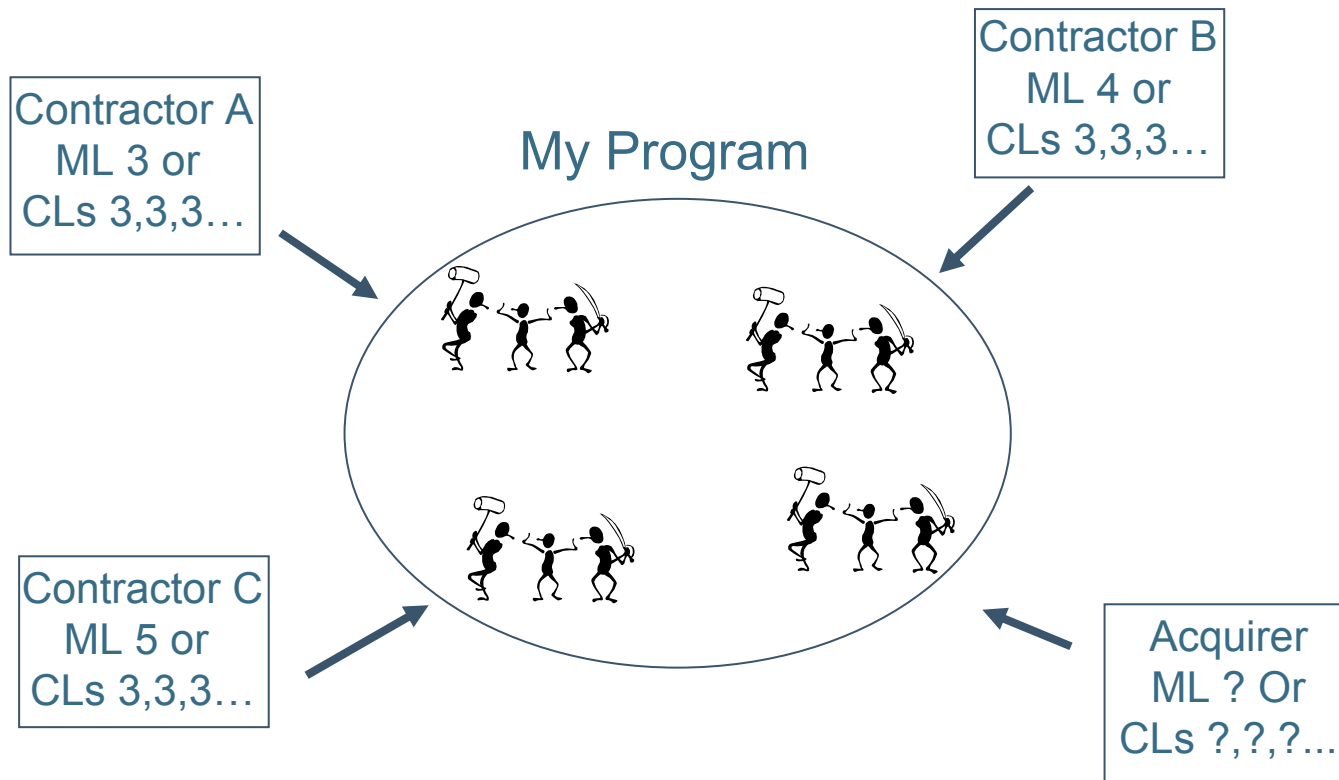 Contractor A
ML 3 or
CLs 3,3,3…
My Program
Contractor B
ML 4 or
CLs 3,3,3…
Contractor C
ML 5 or
CLs 3,3,3…
Acquirer
ML ? Or
CLs ?,?,?...